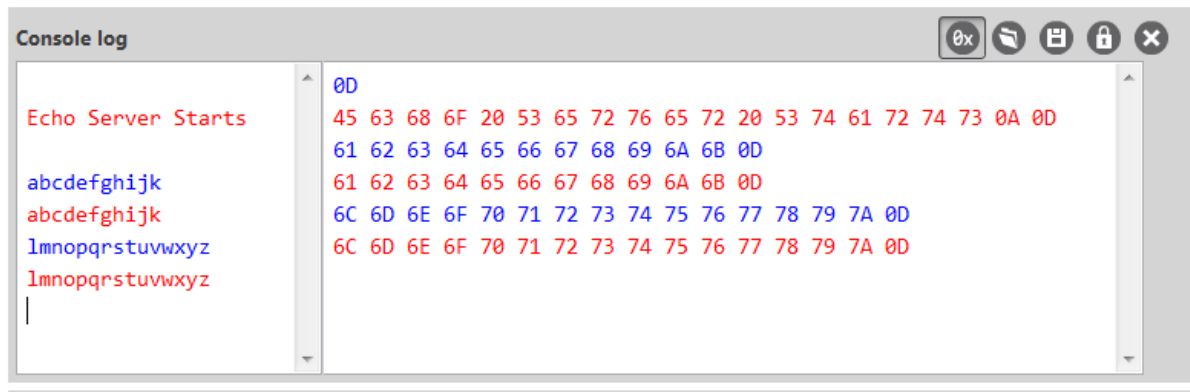 Console log
0x
Echo Server Starts
abcdefghijk
abcdefghijk
lmnopqrstuvwxyz
lmnopqrstuvwxyz
0D
45 63 68 6F 20 53 65 72 76 65 72 20 53 74 61 72 74 73 0A 0D
61 62 63 64 65 66 67 68 69 6A 6B 0D
61 62 63 64 65 66 67 68 69 6A 6B 0D
6C 6D 6E 6F 70 71 72 73 74 75 76 77 78 79 7A 0D
6C 6D 6E 6F 70 71 72 73 74 75 76 77 78 79 7A 0D